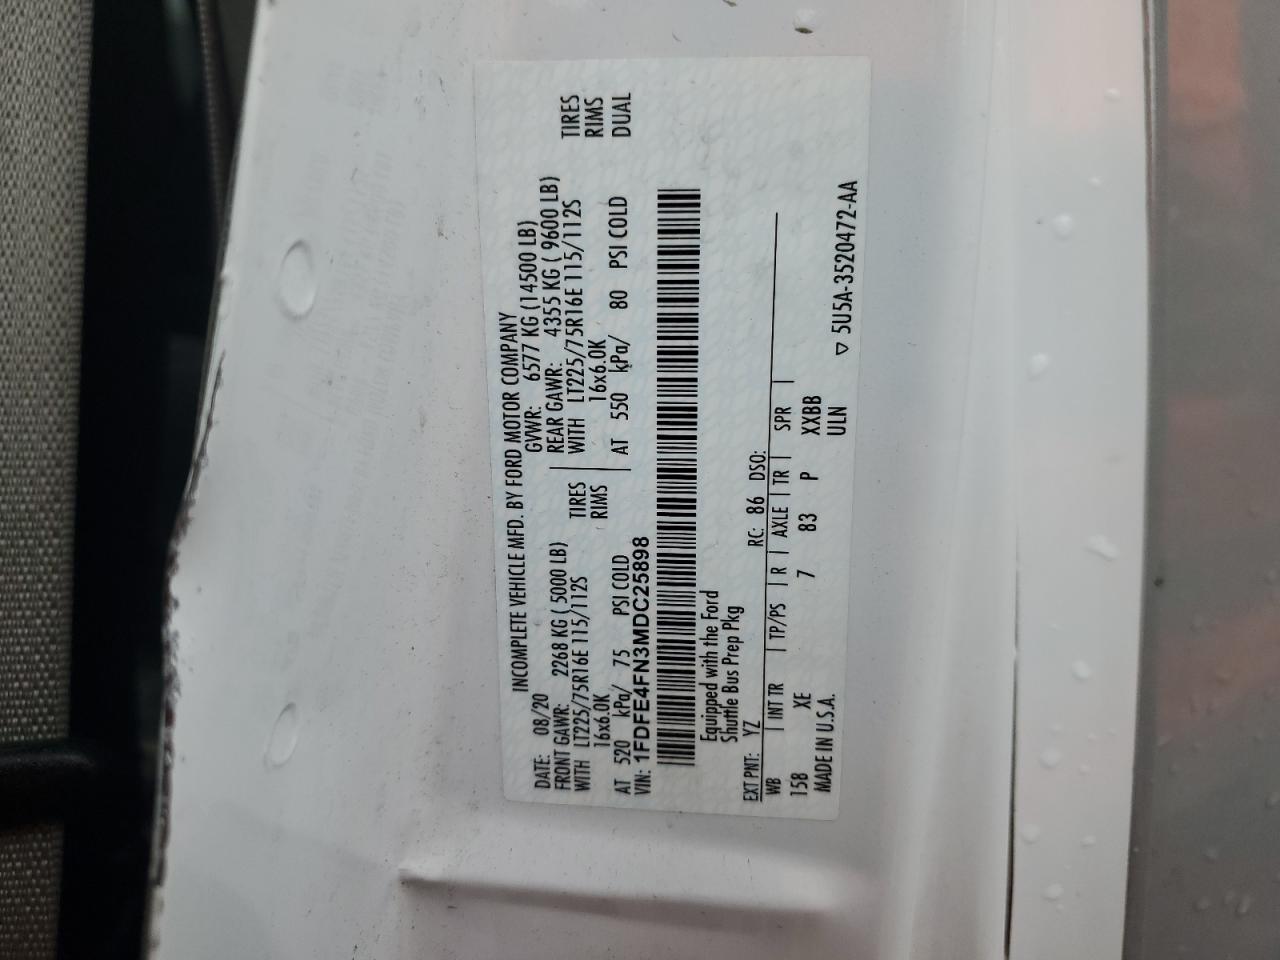 INCOMPLETE VEHICLE MFD. BY FORD MOTOR COMPANY
DATE: 08/20 GVWR: 6577 KG (14500 LB)
FRONT GAWR: 2268 KG ( 5000 LB) REAR GAWR: 4355 KG ( 9600 LB)
WITH LT225/75R16E 115/112S TIRES WITH LT225/75R16E 115/112S TIRES
16x6.0K RIMS 16x6.0K RIMS
AT 520 kPa/ 75 PSI COLD AT 550 kPa/ 80 PSI COLD DUAL
VIN: 1FDFE4FN3MDC25898
Equipped with the Ford
Shuttle Bus Prep Pkg
EXT PNT: YZ RC: 86 DSO:
WB INT TR TP/PS R AXLE TR SPR
158 XE 7 83 P XXBB
MADE IN U.S.A. ULN
▽ 5U5A-3520472-AA